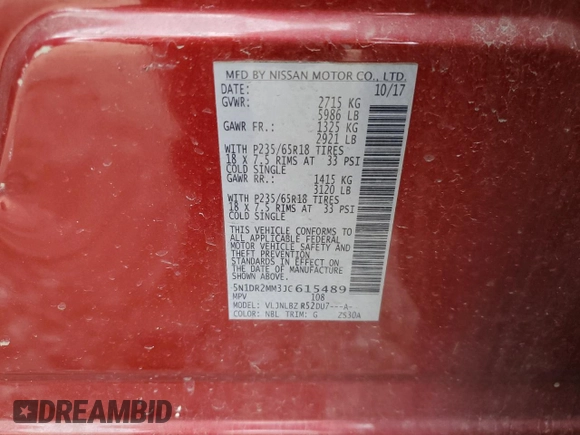 MFD BY NISSAN MOTOR CO., LTD.
DATE: 10/17
GVWR: 2715 KG
5986 LB
GAWR FR.: 1325 KG
2921 LB
WITH P235/65R18 TIRES
18 X 7.5 RIMS AT 33 PSI
COLD SINGLE
GAWR RR.: 1415 KG
3120 LB
WITH P235/65R18 TIRES
18 X 7.5 RIMS AT 33 PSI
COLD SINGLE
THIS VEHICLE CONFORMS TO
ALL APPLICABLE FEDERAL
MOTOR VEHICLE SAFETY AND
THEFT PREVENTION
STANDARDS IN EFFECT ON
THE DATE OF MANUFACTURE
SHOWN ABOVE.
5N1DR2MM3JC615489
MPV 108
MODEL: VLJNLBZ R52DU7---A-
COLOR: NBL TRIM: G 2530A
DREAMBID